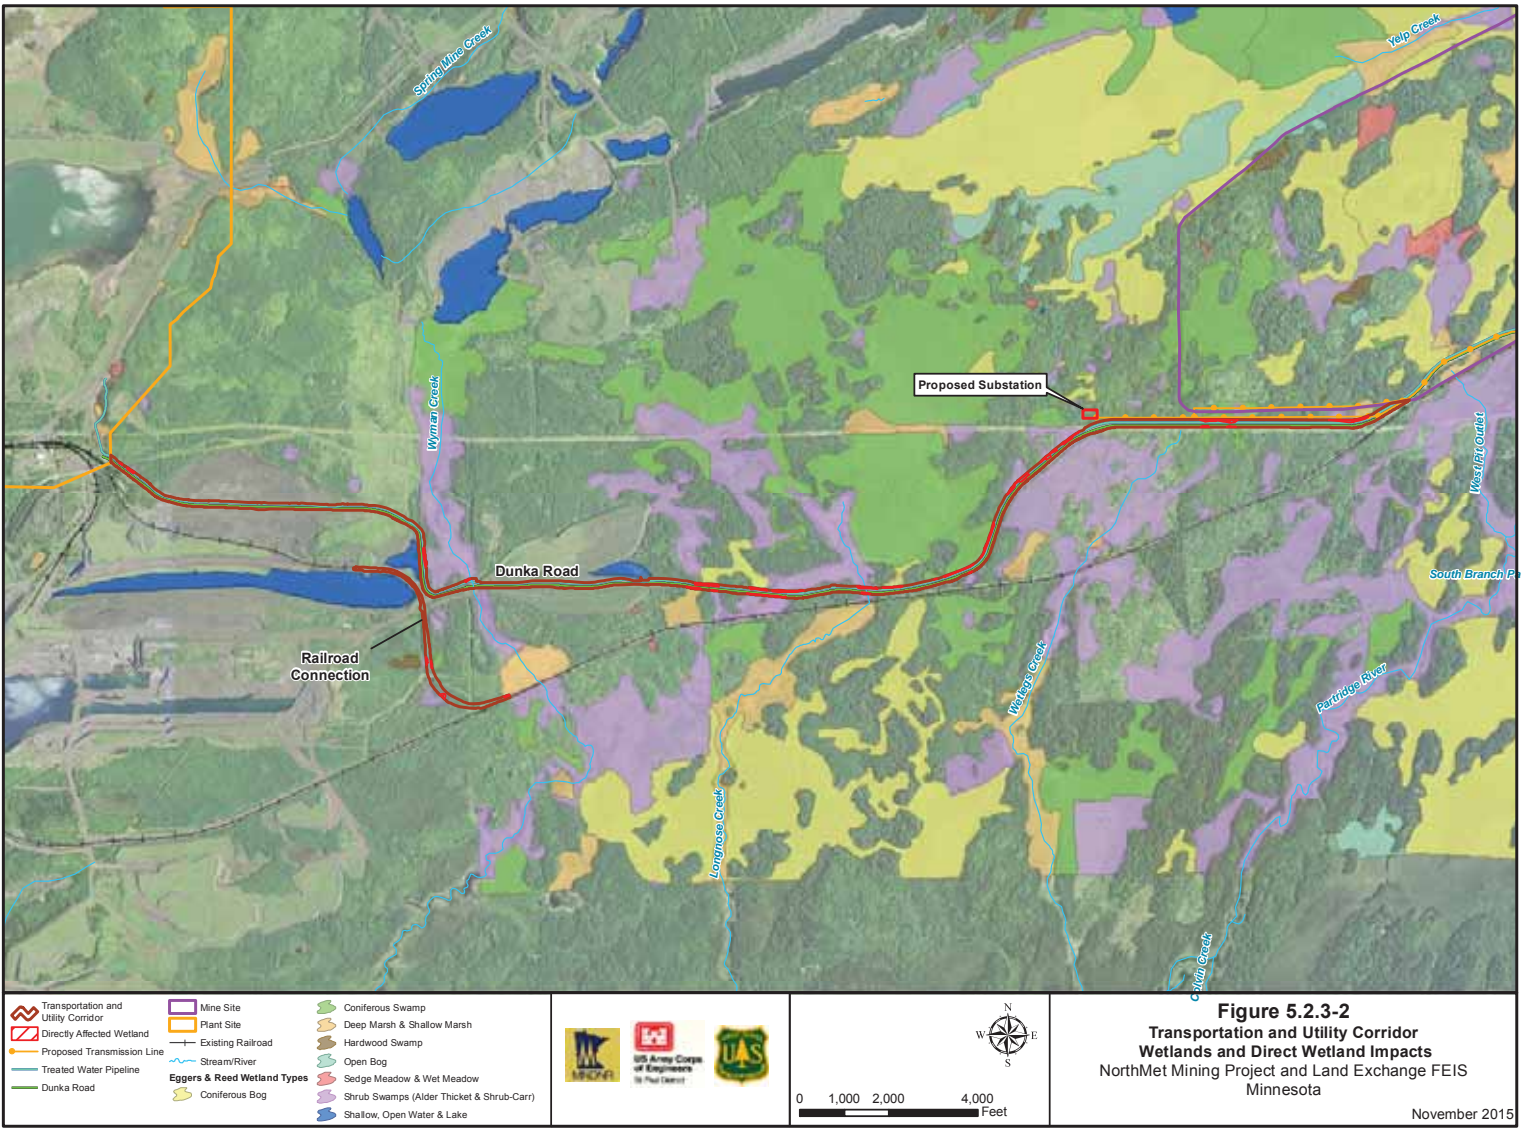 Spring Mine Creek
Yelp Creek
Proposed Substation
Wyman Creek
West Pit Outlet
Dunka Road
South Branch Pa
Railroad
Connection
Wetlegs Creek
Partridge River
Longnose Creek
Colvin Creek
Transportation and
Utility Corridor
Directly Affected Wetland
Proposed Transmission Line
Treated Water Pipeline
Dunka Road
Mine Site
Plant Site
Existing Railroad
Stream/River
Eggers & Reed Wetland Types
Coniferous Bog
Coniferous Swamp
Deep Marsh & Shallow Marsh
Hardwood Swamp
Open Bog
Sedge Meadow & Wet Meadow
Shrub Swamps (Alder Thicket & Shrub-Carr)
Shallow, Open Water & Lake
MNDNR
US Army Corps
of Engineers
St Paul District
UAS
N
W E
S
0 1,000 2,000 4,000
Feet
Figure 5.2.3-2
Transportation and Utility Corridor
Wetlands and Direct Wetland Impacts
NorthMet Mining Project and Land Exchange FEIS
Minnesota
November 2015